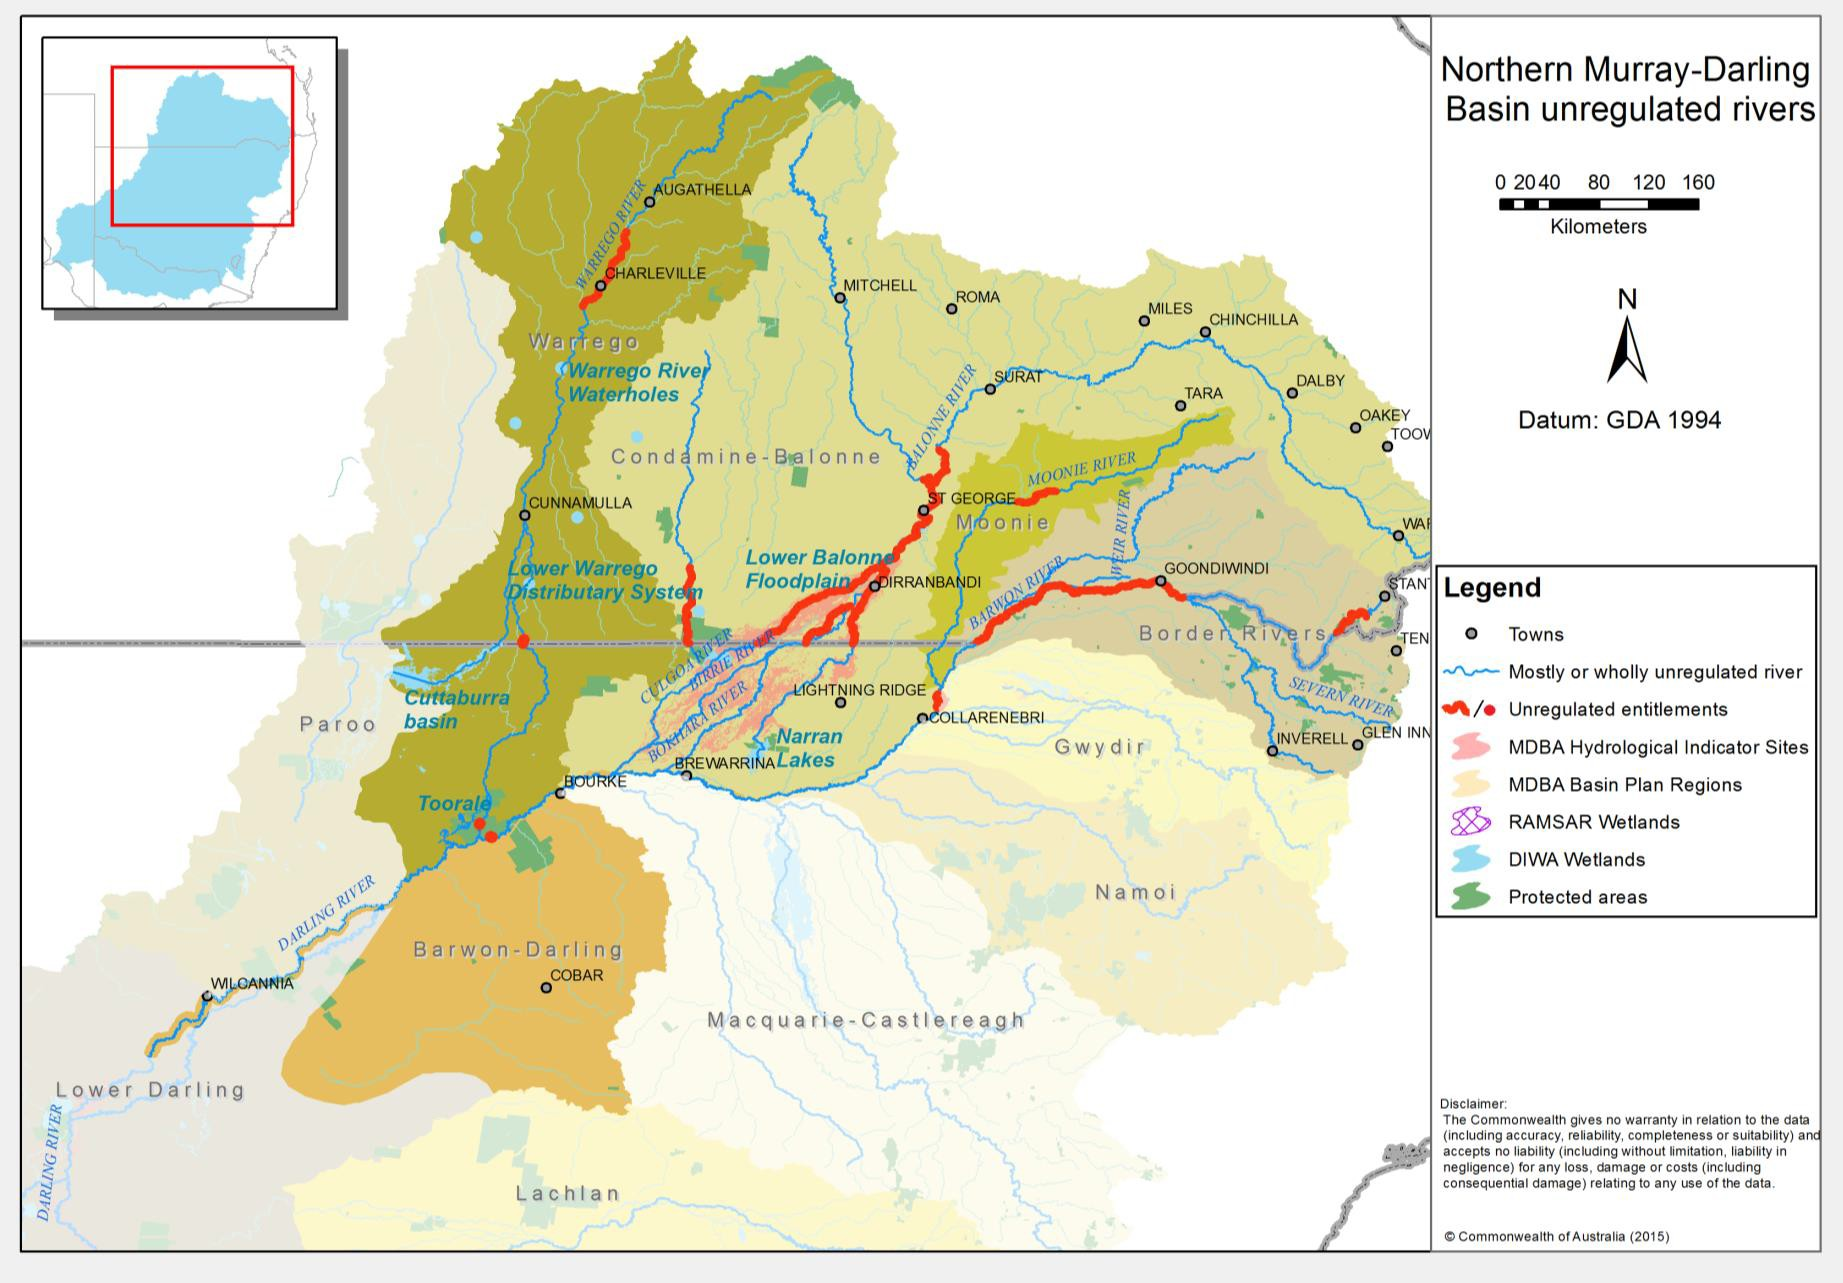 Northern Murray-Darling
Basin unregulated rivers
0 20 40 80 120 160
Kilometers
N
Datum: GDA 1994
Legend
Towns
Mostly or wholly unregulated river
/
Unregulated entitlements
MDBA Hydrological Indicator Sites
MDBA Basin Plan Regions
RAMSAR Wetlands
DIWA Wetlands
Protected areas
Disclaimer:
The Commonwealth gives no warranty in relation to the data
(including accuracy, reliability, completeness or suitability) and
accepts no liability (including without limitation, liability in
negligence) for any loss, damage or costs (including
consequential damage) relating to any use of the data.
© Commonwealth of Australia (2015)
AUGATHELLA
WARREGO RIVER
CHARLEVILLE
MITCHELL
ROMA
MILES
CHINCHILLA
Warrego
Warrego River
Waterholes
SURAT
BALONNE RIVER
TARA
DALBY
OAKEY
TOOW
Condamine-Balonne
MOONIE RIVER
CUNNAMULLA
ST GEORGE
Moonie
WEIR RIVER
WAR
Lower Warrego
Distributary System
Lower Balonne
Floodplain
DIRRANBANDI
BARWON RIVER
GOONDIWINDI
STANT
Border Rivers
TEN
CULGOA RIVER
BIRRIE RIVER
BOKHARA RIVER
LIGHTNING RIDGE
COLLARENEBRI
SEVERN RIVER
Cuttaburra
basin
Paroo
Narran
Lakes
Gwydir
INVERELL
GLEN INN
BREWARRINA
BOURKE
Toorale
DARLING RIVER
Namoi
Barwon-Darling
COBAR
WILCANNIA
Macquarie-Castlereagh
Lower Darling
DARLING RIVER
Lachlan